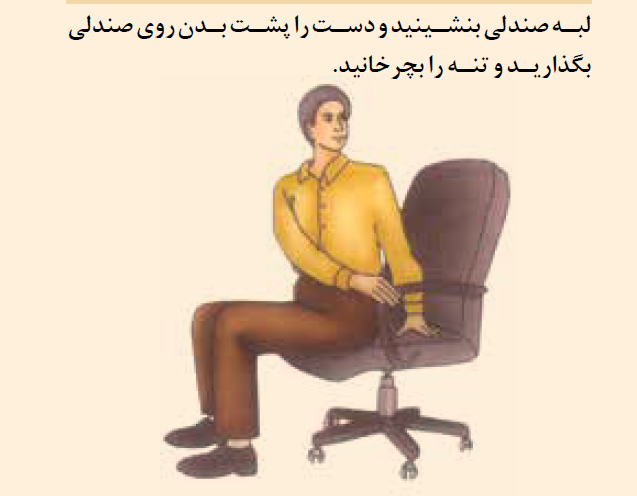 لبه صندلی بنشینید و دست را پشت بدن روی صندلی
بگذارید و تنه را بچرخانید.